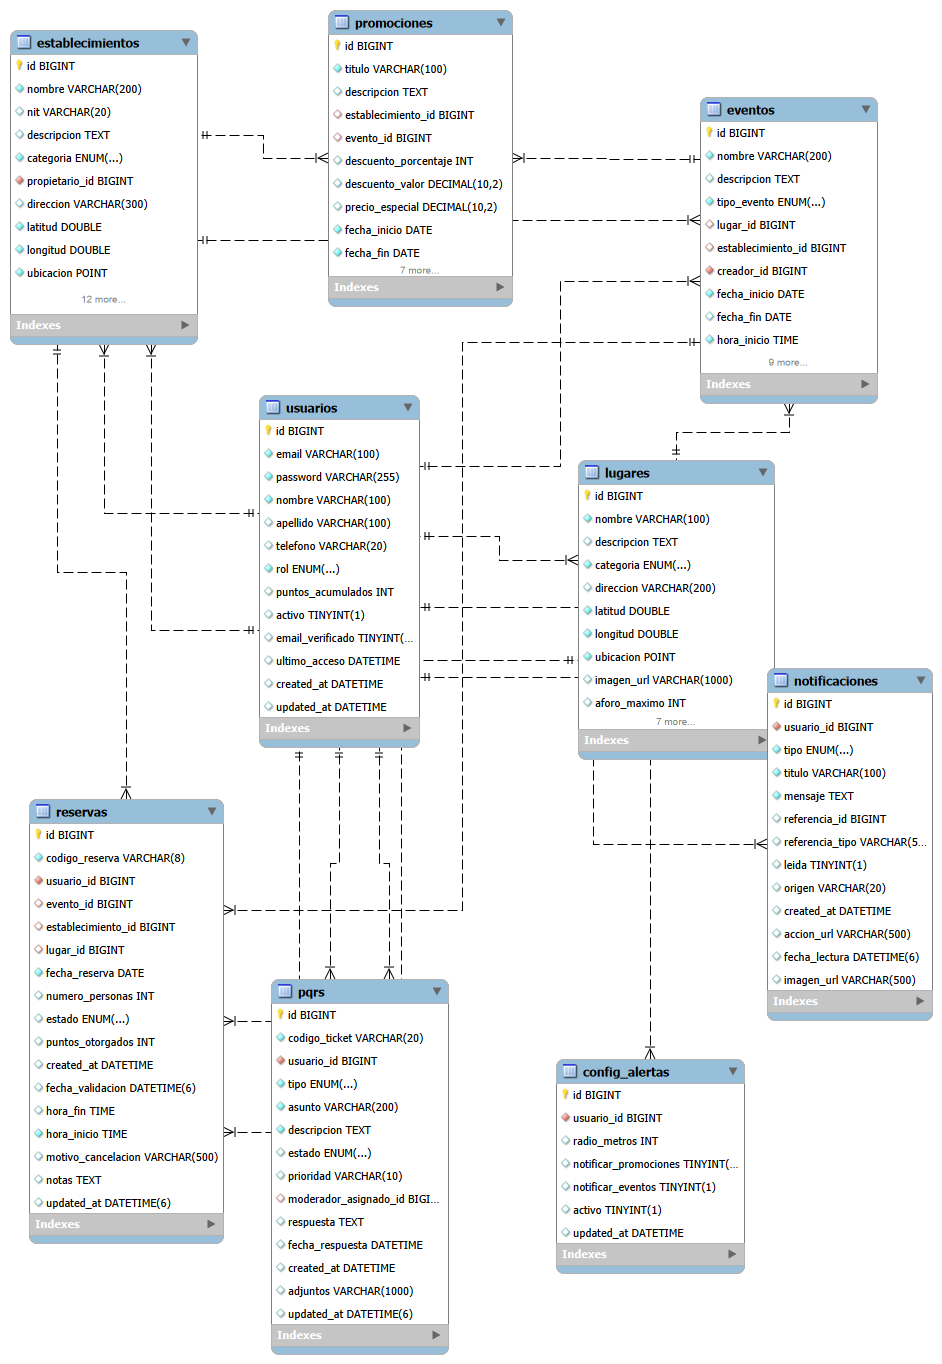 establecimientos
id BIGINT
nombre VARCHAR(200)
nit VARCHAR(20)
descripcion TEXT
categoria ENUM(...)
propietario_id BIGINT
direccion VARCHAR(300)
latitud DOUBLE
longitud DOUBLE
ubicacion POINT
12 more...
Indexes
promociones
id BIGINT
titulo VARCHAR(100)
descripcion TEXT
establecimiento_id BIGINT
evento_id BIGINT
descuento_porcentaje INT
descuento_valor DECIMAL(10,2)
precio_especial DECIMAL(10,2)
fecha_inicio DATE
fecha_fin DATE
7 more...
Indexes
eventos
id BIGINT
nombre VARCHAR(200)
descripcion TEXT
tipo_evento ENUM(...)
lugar_id BIGINT
establecimiento_id BIGINT
creador_id BIGINT
fecha_inicio DATE
fecha_fin DATE
hora_inicio TIME
9 more...
Indexes
usuarios
id BIGINT
email VARCHAR(100)
password VARCHAR(255)
nombre VARCHAR(100)
apellido VARCHAR(100)
telefono VARCHAR(20)
rol ENUM(...)
puntos_acumulados INT
activo TINYINT(1)
email_verificado TINYINT(...
ultimo_acceso DATETIME
created_at DATETIME
updated_at DATETIME
Indexes
lugares
id BIGINT
nombre VARCHAR(100)
descripcion TEXT
categoria ENUM(...)
direccion VARCHAR(200)
latitud DOUBLE
longitud DOUBLE
ubicacion POINT
imagen_url VARCHAR(1000)
aforo_maximo INT
7 more...
Indexes
notificaciones
id BIGINT
usuario_id BIGINT
tipo ENUM(...)
titulo VARCHAR(100)
mensaje TEXT
referencia_id BIGINT
referencia_tipo VARCHAR(5...
leida TINYINT(1)
origen VARCHAR(20)
created_at DATETIME
accion_url VARCHAR(500)
fecha_lectura DATETIME(6)
imagen_url VARCHAR(500)
Indexes
reservas
id BIGINT
codigo_reserva VARCHAR(8)
usuario_id BIGINT
evento_id BIGINT
establecimiento_id BIGINT
lugar_id BIGINT
fecha_reserva DATE
numero_personas INT
estado ENUM(...)
puntos_otorgados INT
created_at DATETIME
fecha_validacion DATETIME(6)
hora_fin TIME
hora_inicio TIME
motivo_cancelacion VARCHAR(500)
notas TEXT
updated_at DATETIME(6)
Indexes
pqrs
id BIGINT
codigo_ticket VARCHAR(20)
usuario_id BIGINT
tipo ENUM(...)
asunto VARCHAR(200)
descripcion TEXT
estado ENUM(...)
prioridad VARCHAR(10)
moderador_asignado_id BIGI...
respuesta TEXT
fecha_respuesta DATETIME
created_at DATETIME
adjuntos VARCHAR(1000)
updated_at DATETIME(6)
Indexes
config_alertas
id BIGINT
usuario_id BIGINT
radio_metros INT
notificar_promociones TINYINT(...
notificar_eventos TINYINT(1)
activo TINYINT(1)
updated_at DATETIME
Indexes